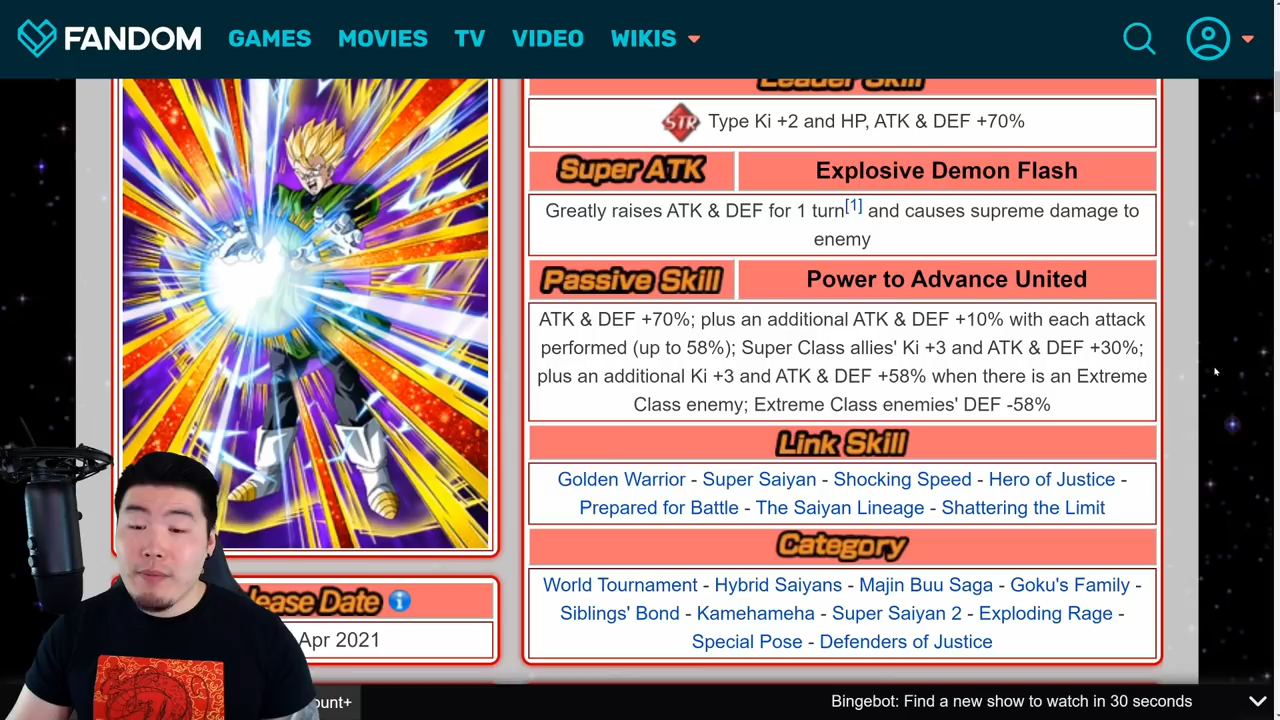 FANDOM GAMES MOVIES TV VIDEO WIKIS
Leader Skill
STR Type Ki +2 and HP, ATK & DEF +70%
Super ATK Explosive Demon Flash
Greatly raises ATK & DEF for 1 turn[1] and causes supreme damage to
enemy
Passive Skill Power to Advance United
ATK & DEF +70%; plus an additional ATK & DEF +10% with each attack
performed (up to 58%); Super Class allies' Ki +3 and ATK & DEF +30%;
plus an additional Ki +3 and ATK & DEF +58% when there is an Extreme
Class enemy; Extreme Class enemies' DEF -58%
Link Skill
Golden Warrior - Super Saiyan - Shocking Speed - Hero of Justice -
Prepared for Battle - The Saiyan Lineage - Shattering the Limit
Category
World Tournament - Hybrid Saiyans - Majin Buu Saga - Goku's Family -
Siblings' Bond - Kamehameha - Super Saiyan 2 - Exploding Rage -
Special Pose - Defenders of Justice
ease Date i
Apr 2021
ount+
Bingebot: Find a new show to watch in 30 seconds